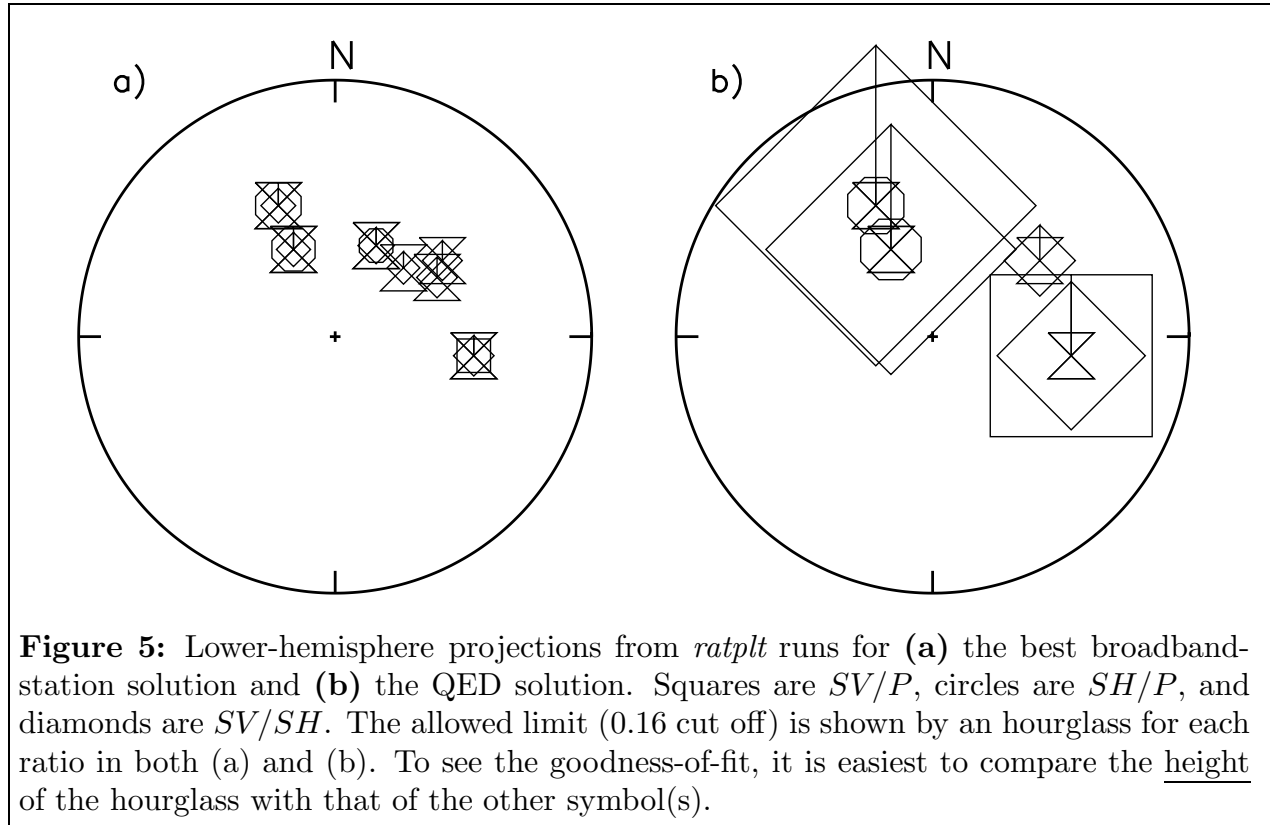 N
N
a)
b)
Figure 5: Lower-hemisphere projections from ratplt runs for (a) the best broadband-
station solution and (b) the QED solution. Squares are SV/P, circles are SH/P, and
diamonds are SV/SH. The allowed limit (0.16 cut off) is shown by an hourglass for each
ratio in both (a) and (b). To see the goodness-of-fit, it is easiest to compare the height
of the hourglass with that of the other symbol(s).